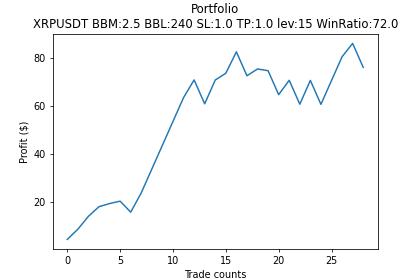 Portfolio
XRPUSDT BBM:2.5 BBL:240 SL:1.0 TP:1.0 lev:15 WinRatio:72.0
80
60
40
20
Profit ($)
0 5 10 15 20 25
Trade counts